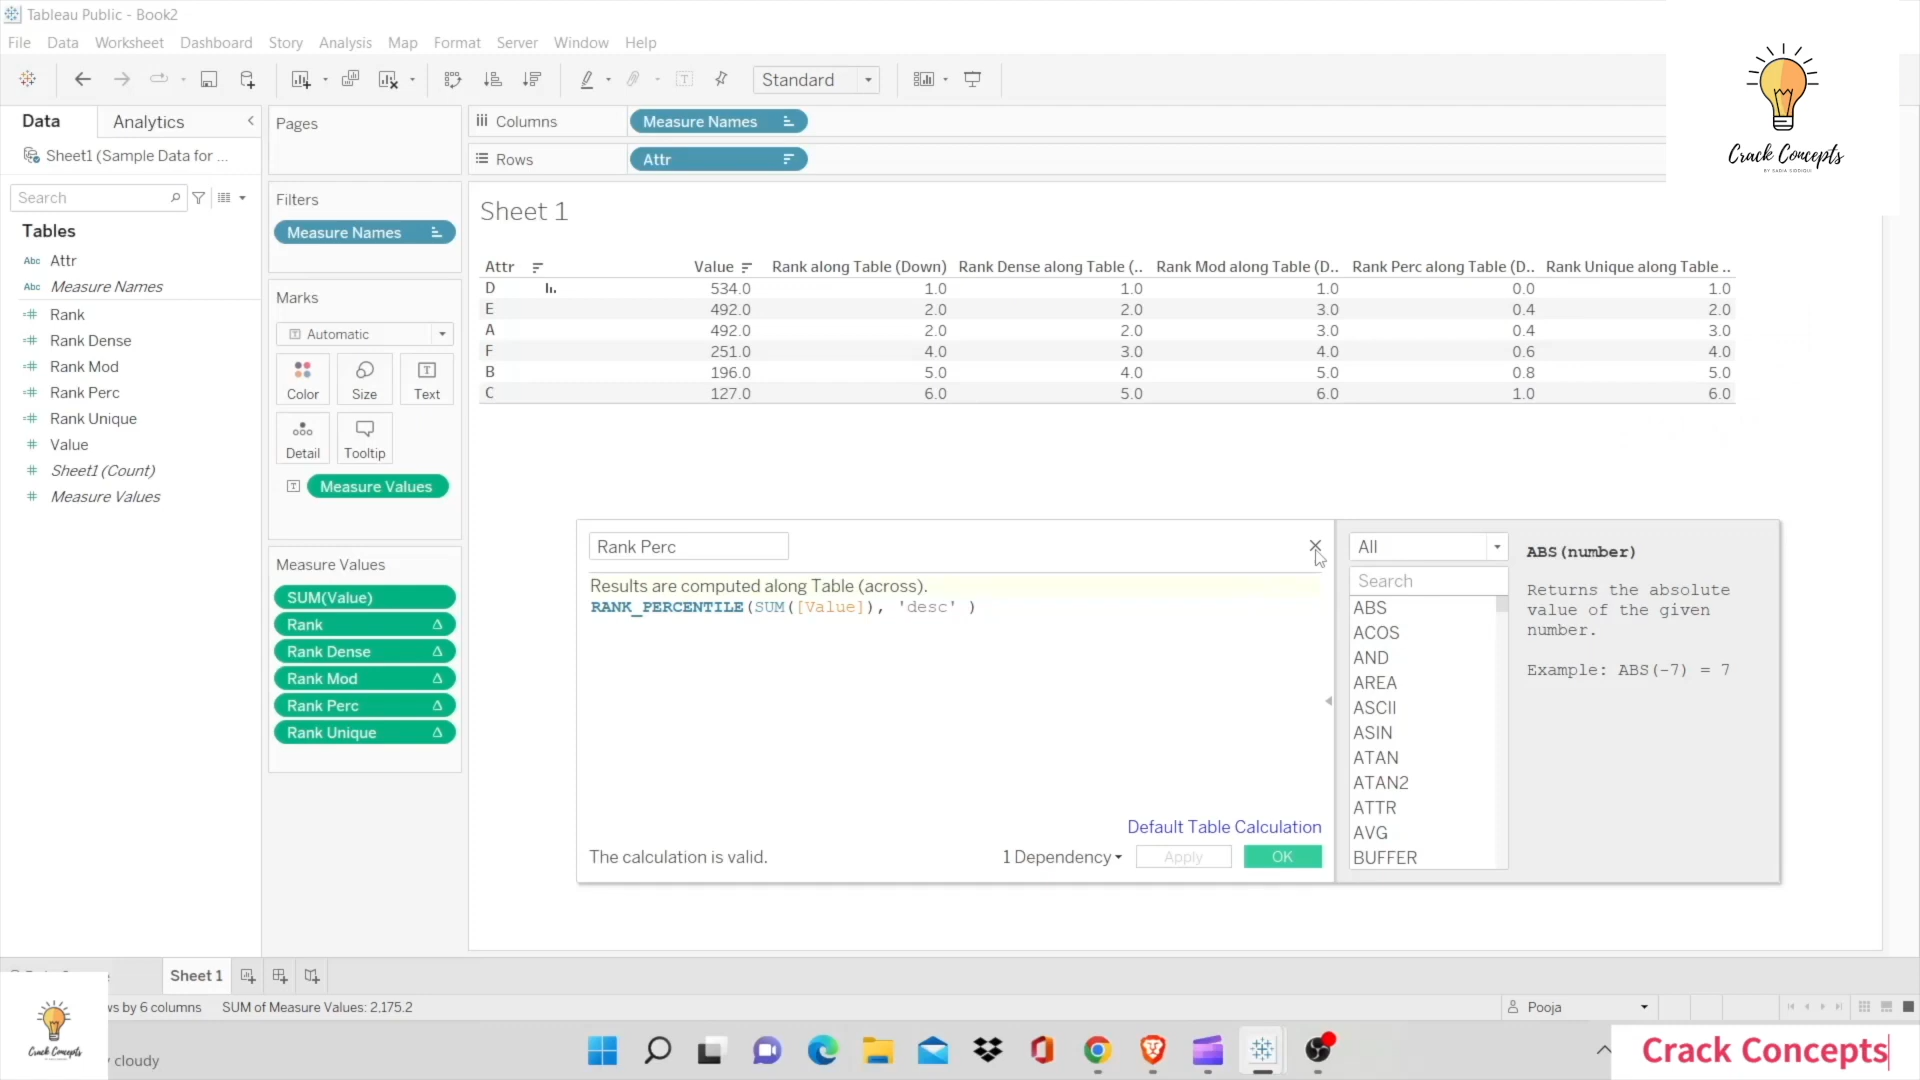 Tableau Public - Book2
File Data Worksheet Dashboard Story Analysis Map Format Server Window Help
Standard
Crack Concepts
BY SADIA SIDDIQUI
Data Analytics
Sheet1 (Sample Data for ...
Search
Tables
Abc Attr
Abc Measure Names
Rank
Rank Dense
Rank Mod
Rank Perc
Rank Unique
Value
Sheet1 (Count)
Measure Values
Pages
Filters
Measure Names
Marks
Automatic
Color Size Text
Detail Tooltip
Measure Values
Measure Values
SUM(Value)
Rank
Rank Dense
Rank Mod
Rank Perc
Rank Unique
Columns Measure Names
Rows Attr
Sheet 1
Attr Value Rank along Table (Down) Rank Dense along Table (.. Rank Mod along Table (D.. Rank Perc along Table (D.. Rank Unique along Table ..
D 534.0 1.0 1.0 1.0 0.0 1.0
E 492.0 2.0 2.0 3.0 0.4 2.0
A 492.0 2.0 2.0 3.0 0.4 3.0
F 251.0 4.0 3.0 4.0 0.6 4.0
B 196.0 5.0 4.0 5.0 0.8 5.0
C 127.0 6.0 5.0 6.0 1.0 6.0
Rank Perc
Results are computed along Table (across).
RANK_PERCENTILE(SUM([Value]), 'desc' )
Default Table Calculation
The calculation is valid. 1 Dependency Apply OK
All
Search
ABS
ACOS
AND
AREA
ASCII
ASIN
ATAN
ATAN2
ATTR
AVG
BUFFER
ABS(number)
Returns the absolute
value of the given
number.
Example: ABS(-7) = 7
Sheet 1
by 6 columns SUM of Measure Values: 2,175.2
Pooja
Crack Concepts
cloudy
Crack Concepts